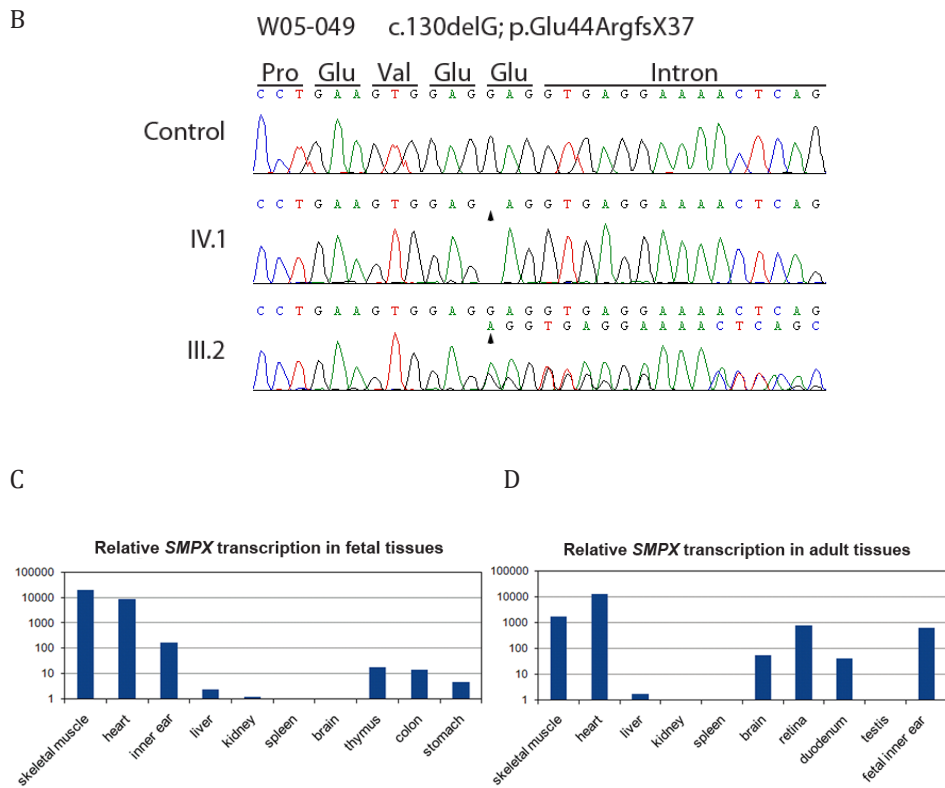 B
W05-049 c.130delG; p.Glu44ArgfsX37
Pro Glu Val Glu Glu Intron
C C T G A A G T G G A G G A G G T G A G G A A A A C T C A G
Control
C C T G A A G T G G A G A G G T G A G G A A A A C T C A G
IV.1
C C T G A A G T G G A G G A G G T G A G G A A A A C T C A G
A G G T G A G G A A A A C T C A G C
III.2
C
D
Relative SMPX transcription in fetal tissues
100000
10000
1000
100
10
1
skeletal muscle
heart
inner ear
liver
kidney
spleen
brain
thymus
colon
stomach
Relative SMPX transcription in adult tissues
100000
10000
1000
100
10
1
skeletal muscle
heart
liver
kidney
spleen
brain
retina
duodenum
testis
fetal inner ear